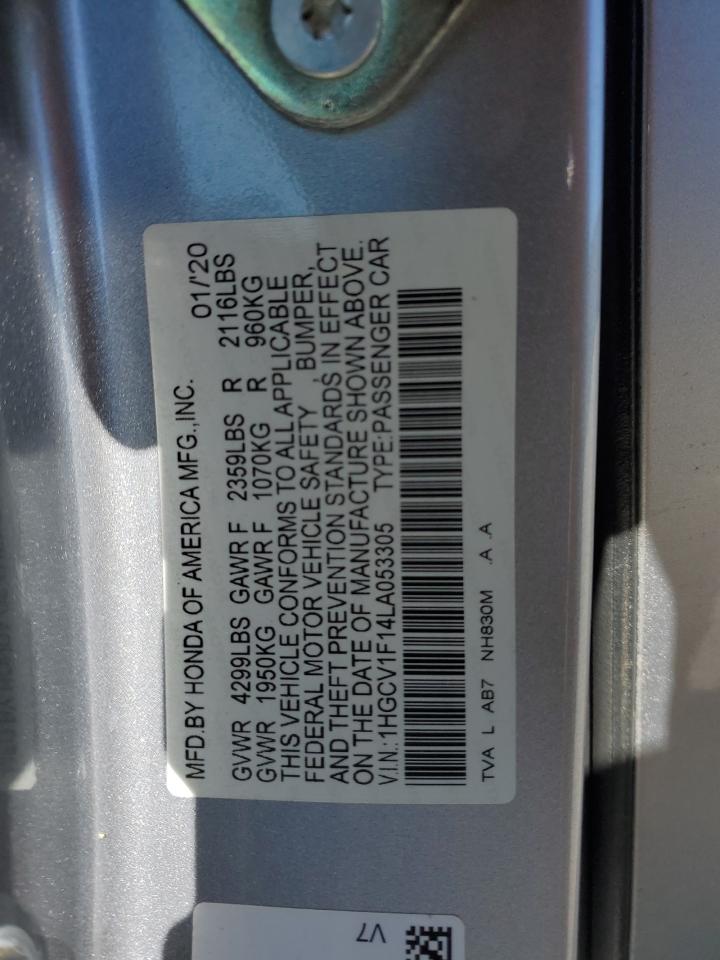 MFD.BY HONDA OF AMERICA MFG.,INC. 01/'20
GVWR 4299LBS GAWR F 2359LBS R 2116LBS
GVWR 1950KG GAWR F 1070KG R 960KG
THIS VEHICLE CONFORMS TO ALL APPLICABLE
FEDERAL MOTOR VEHICLE SAFETY , BUMPER,
AND THEFT PREVENTION STANDARDS IN EFFECT
ON THE DATE OF MANUFACTURE SHOWN ABOVE.
V.I.N.:1HGCV1F14LA053305 TYPE:PASSENGER CAR
TVA L AB7 NH830M .A .A
V7